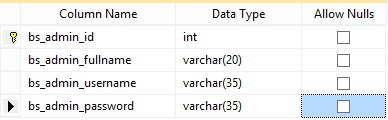 Column Name Data Type Allow Nulls
bs_admin_id int
bs_admin_fullname varchar(20)
bs_admin_username varchar(35)
bs_admin_password varchar(35)